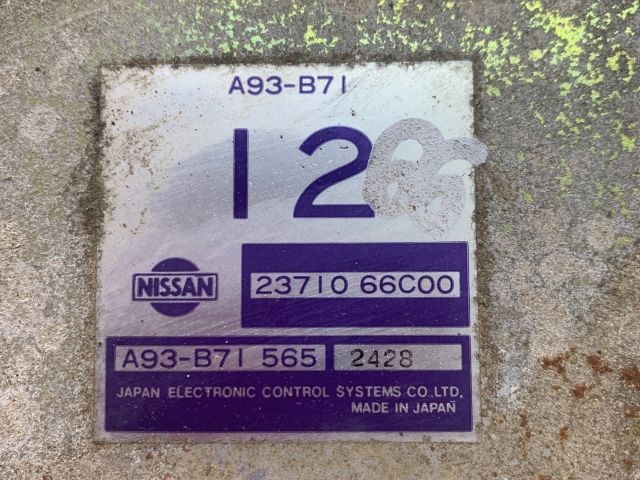 A93-B71
12
NISSAN
23710 66C00
A93-B71 565 2428
JAPAN ELECTRONIC CONTROL SYSTEMS CO.,LTD.
MADE IN JAPAN